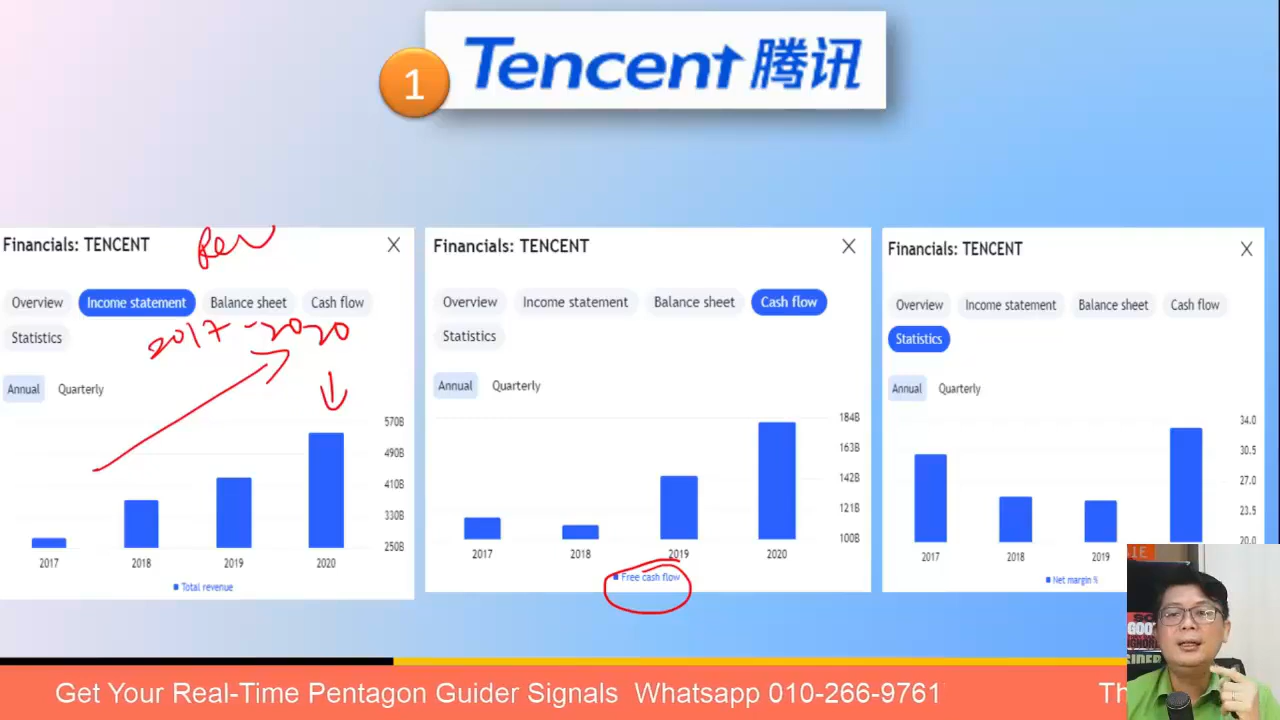 1
Tencent 腾讯
Financials: TENCENT
Rev
X
Overview
Income statement
Balance sheet
Cash flow
Statistics
2017 - 2020
Annual
Quarterly
570B
490B
410B
330B
250B
2017
2018
2019
2020
Total revenue
Financials: TENCENT
X
Overview
Income statement
Balance sheet
Cash flow
Statistics
Annual
Quarterly
184B
163B
142B
121B
100B
2017
2018
2019
2020
Free cash flow
Financials: TENCENT
X
Overview
Income statement
Balance sheet
Cash flow
Statistics
Annual
Quarterly
34.0
30.5
27.0
23.5
20.0
2017
2018
2019
Net margin %
Get Your Real-Time Pentagon Guider Signals Whatsapp 010-266-9761
Th